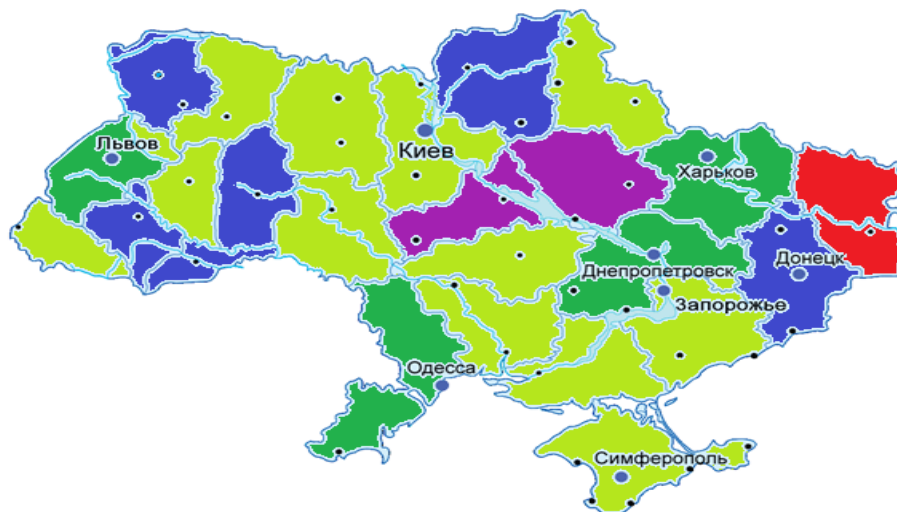 Львов
Киев
Харьков
Днепропетровск
Донецк
Запорожье
Одесса
Симферополь